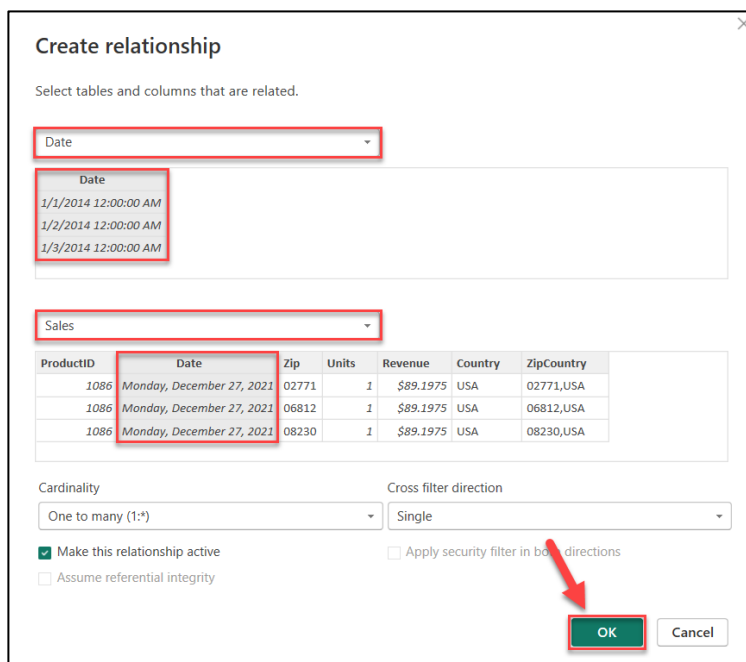 Create relationship
Select tables and columns that are related.
Date
Date
1/1/2014 12:00:00 AM
1/2/2014 12:00:00 AM
1/3/2014 12:00:00 AM
Sales
ProductID Date Zip Units Revenue Country ZipCountry
1086 Monday, December 27, 2021 02771 1 $89.1975 USA 02771,USA
1086 Monday, December 27, 2021 06812 1 $89.1975 USA 06812,USA
1086 Monday, December 27, 2021 08230 1 $89.1975 USA 08230,USA
Cardinality Cross filter direction
One to many (1:*) Single
Make this relationship active Apply security filter in both directions
Assume referential integrity
OK Cancel